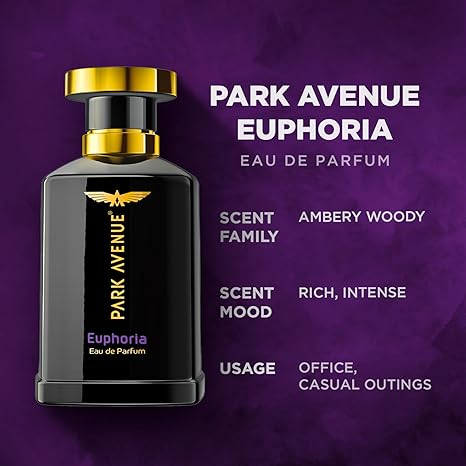 PARK AVENUE
EUPHORIA
EAU DE PARFUM
SCENT
FAMILY
AMBERY WOODY
SCENT
MOOD
RICH, INTENSE
USAGE
OFFICE,
CASUAL OUTINGS
PARK AVENUE®
Euphoria
Eau de Parfum